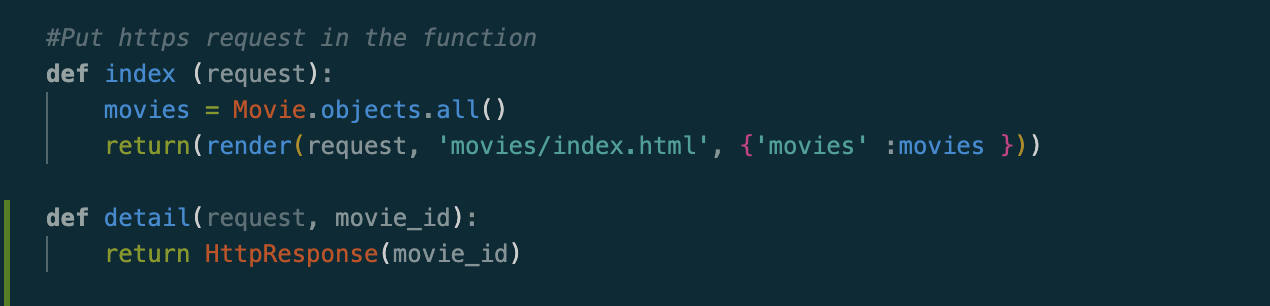 #Put https request in the function
def index (request):
    movies = Movie.objects.all()
    return(render(request, 'movies/index.html', {'movies' :movies }))
def detail(request, movie_id):
    return HttpResponse(movie_id)